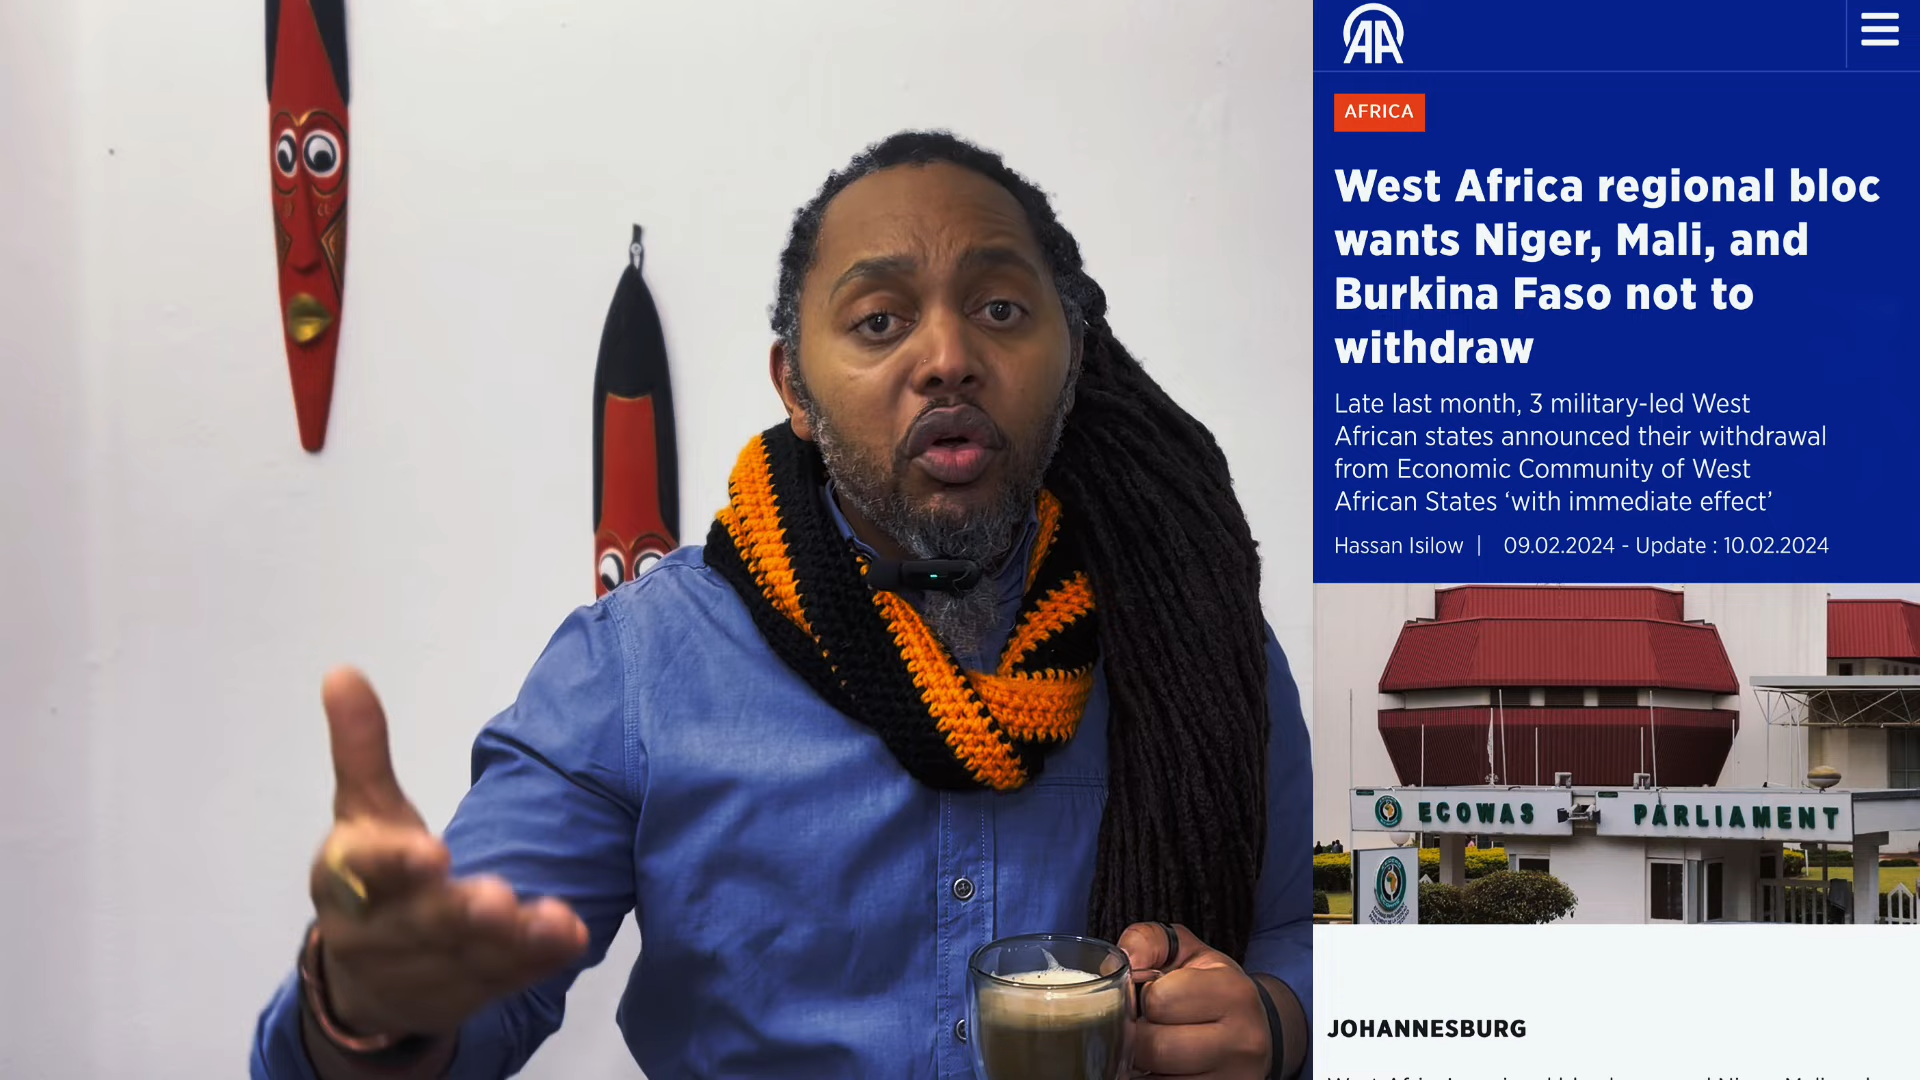 AA
AFRICA
West Africa regional bloc
wants Niger, Mali, and
Burkina Faso not to
withdraw
Late last month, 3 military-led West
African states announced their withdrawal
from Economic Community of West
African States ‘with immediate effect’
Hassan Isilow | 09.02.2024 - Update : 10.02.2024
ECOWAS PARLIAMENT
JOHANNESBURG